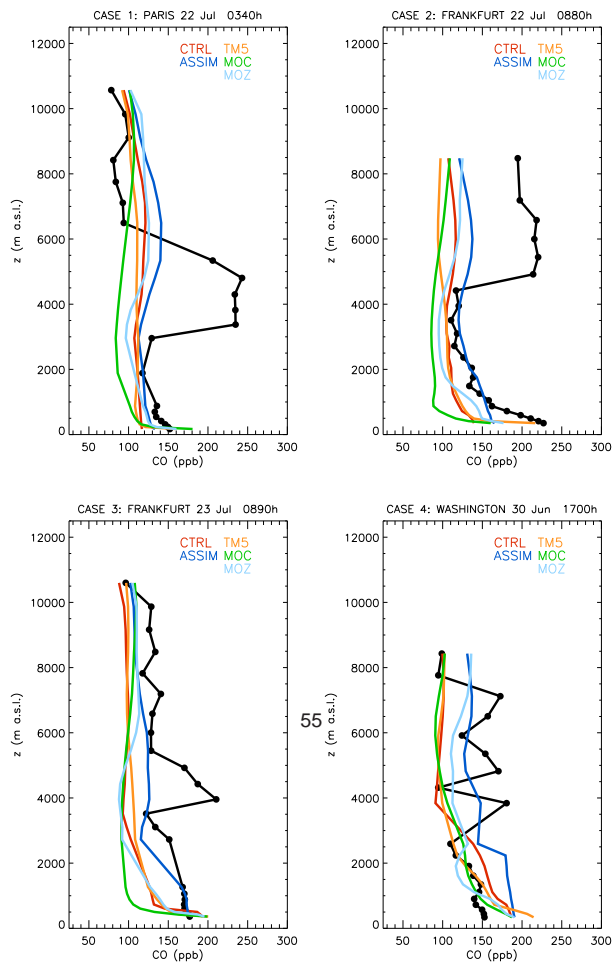 CASE 1: PARIS 22 Jul 0340h
CTRL TM5
ASSIM MOC
MOZ
12000
10000
8000
6000
4000
2000
0
z (m a.s.l.)
50 100 150 200 250 300
CO (ppb)
CASE 2: FRANKFURT 22 Jul 0880h
CTRL TM5
ASSIM MOC
MOZ
12000
10000
8000
6000
4000
2000
0
z (m a.s.l.)
50 100 150 200 250 300
CO (ppb)
CASE 3: FRANKFURT 23 Jul 0890h
CTRL TM5
ASSIM MOC
MOZ
12000
10000
8000
6000
4000
2000
0
z (m a.s.l.)
50 100 150 200 250 300
CO (ppb)
55
CASE 4: WASHINGTON 30 Jun 1700h
CTRL TM5
ASSIM MOC
MOZ
12000
10000
8000
6000
4000
2000
0
z (m a.s.l.)
50 100 150 200 250 300
CO (ppb)